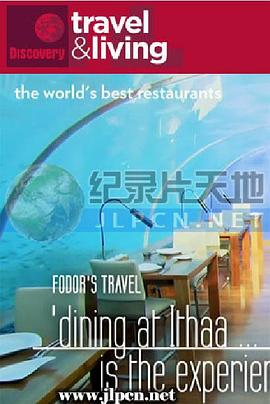 Discovery
travel
&living
the world's best restaurants
纪录片天地
JLPCN.NET
FODOR'S TRAVEL
'dining at Ithaa ...
is the experien
www.jlpcn.net